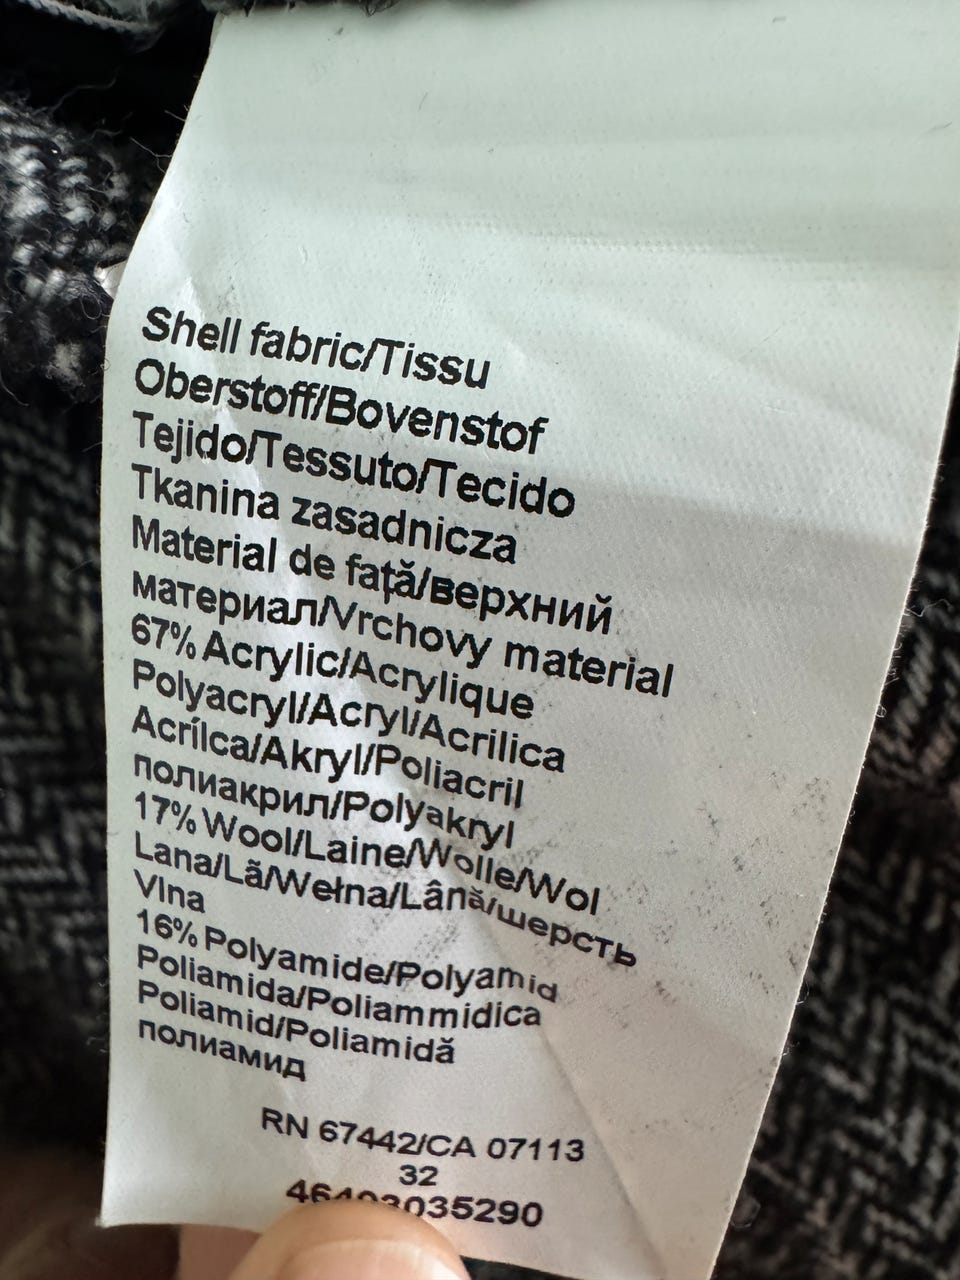 Shell fabric/Tissu
Oberstoff/Bovenstof
Tejido/Tessuto/Tecido
Tkanina zasadnicza
Material de faţă/верхний
материал/Vrchovy material
67% Acrylic/Acrylique
Polyacryl/Acryl/Acrilica
Acrílca/Akryl/Poliacril
полиакрил/Polyakryl
17% Wool/Laine/Wolle/Wol
Lana/Lã/Wełna/Lână/шерсть
Vlna
16% Polyamide/Polyamid
Poliamida/Poliammidica
Poliamid/Poliamidă
полиамид
RN 67442/CA 07113
32